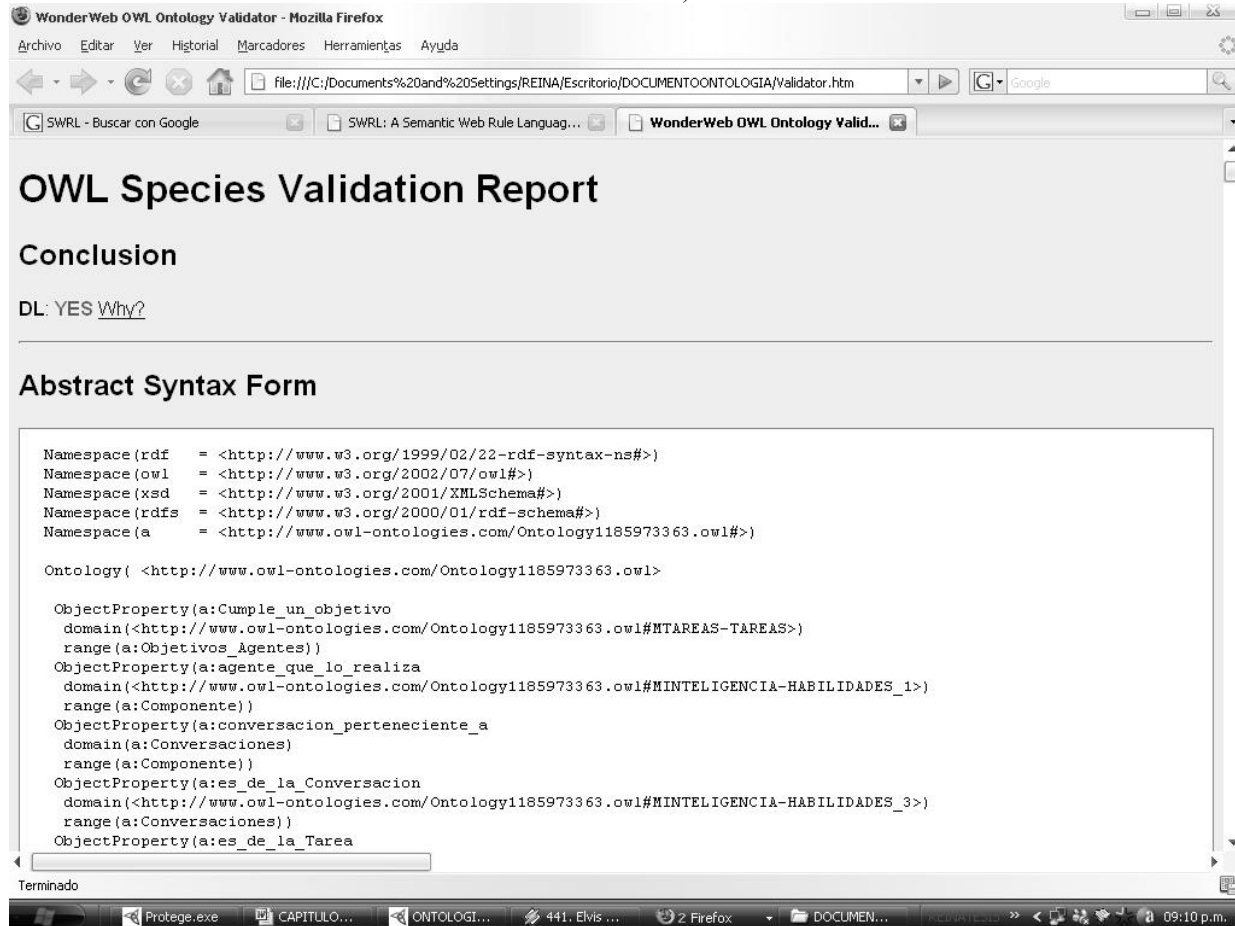 WonderWeb OWL Ontology Validator - Mozilla Firefox
Archivo Editar Ver Historial Marcadores Herramientas Ayuda
file:///C:/Documents%20and%20Settings/REINA/Escritorio/DOCUMENTOONTOLOGIA/Validator.htm
G Google
G SWRL - Buscar con Google
SWRL: A Semantic Web Rule Languag...
WonderWeb OWL Ontology Valid...
OWL Species Validation Report
Conclusion
DL: YES Why?
Abstract Syntax Form
Namespace(rdf = <http://www.w3.org/1999/02/22-rdf-syntax-ns#>)
Namespace(owl = <http://www.w3.org/2002/07/owl#>)
Namespace(xsd = <http://www.w3.org/2001/XMLSchema#>)
Namespace(rdfs = <http://www.w3.org/2000/01/rdf-schema#>)
Namespace(a = <http://www.owl-ontologies.com/Ontology1185973363.owl#>)
Ontology( <http://www.owl-ontologies.com/Ontology1185973363.owl>
ObjectProperty(a:Cumple_un_objetivo
domain(<http://www.owl-ontologies.com/Ontology1185973363.owl#MTAREAS-TAREAS>)
range(a:Objetivos_Agentes))
ObjectProperty(a:agente_que_lo_realiza
domain(<http://www.owl-ontologies.com/Ontology1185973363.owl#MINTELIGENCIA-HABILIDADES_1>)
range(a:Componente))
ObjectProperty(a:conversacion_perteneciente_a
domain(a:Conversaciones)
range(a:Componente))
ObjectProperty(a:es_de_la_Conversacion
domain(<http://www.owl-ontologies.com/Ontology1185973363.owl#MINTELIGENCIA-HABILIDADES_3>)
range(a:Conversaciones))
ObjectProperty(a:es_de_la_Tarea
Terminado
Protege.exe CAPITULO... ONTOLOGI... 441. Elvis ... 2 Firefox DOCUMEN... » 09:10 p.m.